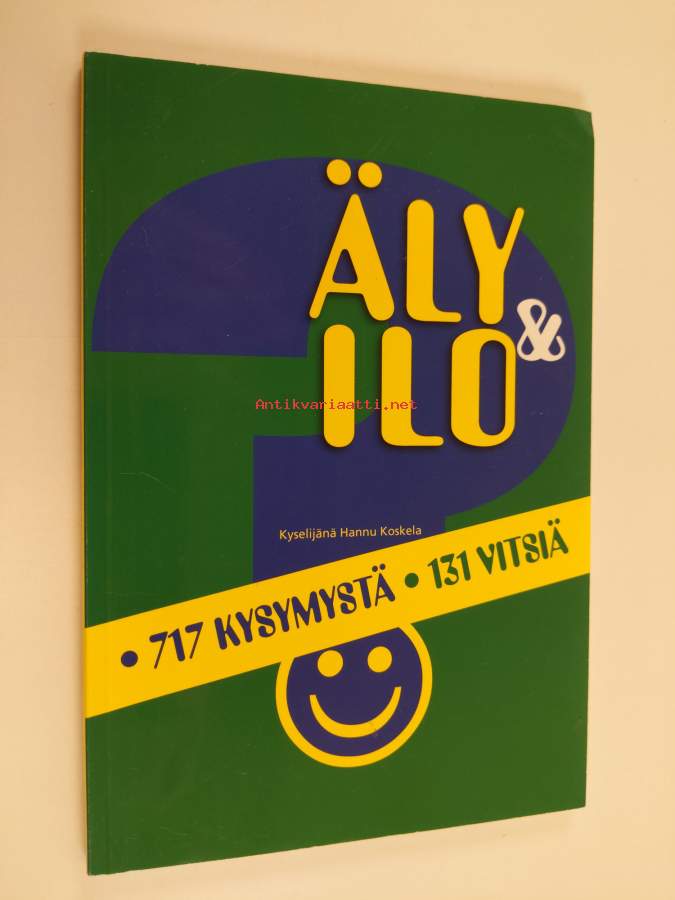 ÄLY
&
ILO
Antikvariaatti.net
Kyselijänä Hannu Koskela
• 717 KYSYMYSTÄ • 131 VITSIÄ